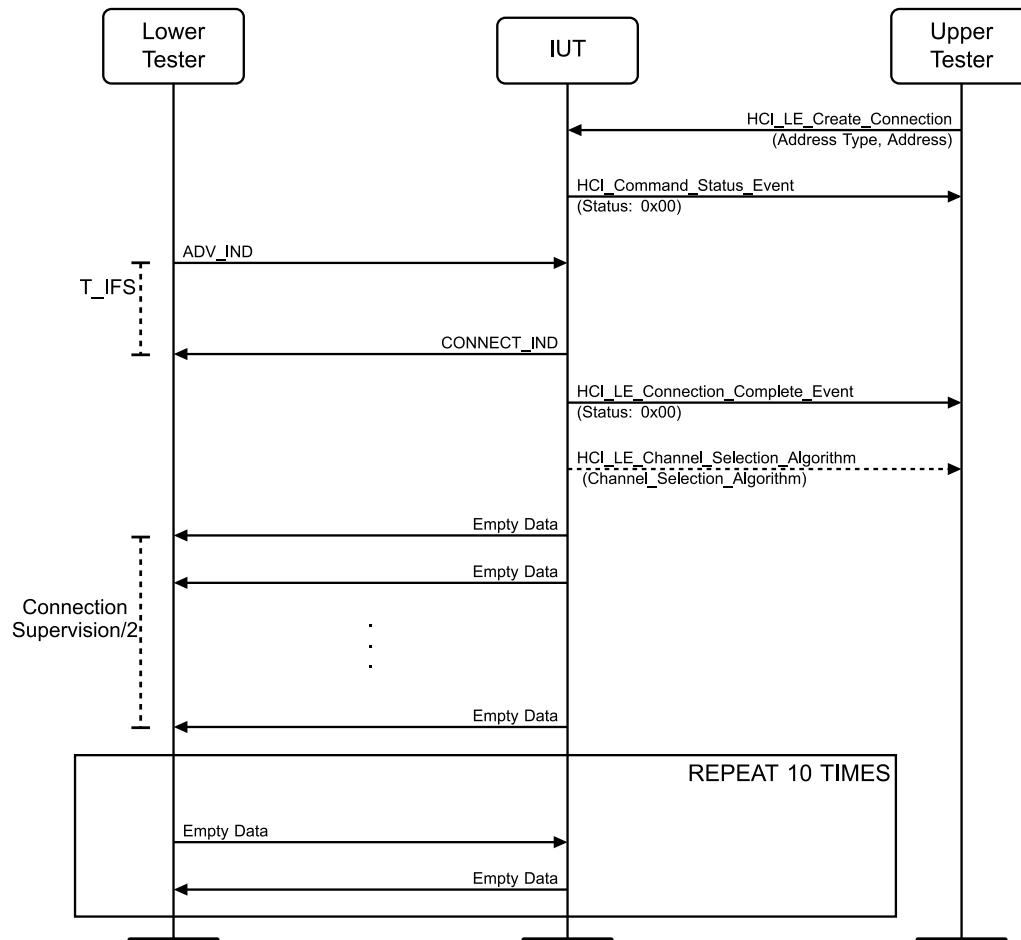 Lower
Tester
IUT
Upper
Tester
HCI_LE_Create_Connection
(Address Type, Address)
HCI_Command_Status_Event
(Status: 0x00)
ADV_IND
T_IFS
CONNECT_IND
HCI_LE_Connection_Complete_Event
(Status: 0x00)
HCI_LE_Channel_Selection_Algorithm
(Channel_Selection_Algorithm)
Empty Data
Empty Data
Connection
Supervision/2
.
.
.
Empty Data
REPEAT 10 TIMES
Empty Data
Empty Data